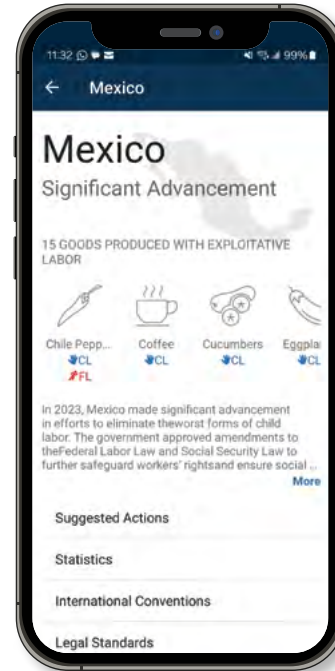 11:32 99%
Mexico
Mexico
Significant Advancement
15 GOODS PRODUCED WITH EXPLOITATIVE
LABOR
Chile Pepp... Coffee Cucumbers Eggpla
CL CL CL CL
FL
In 2023, Mexico made significant advancement
in efforts to eliminate theworst forms of child
labor. The government approved amendments to
theFederal Labor Law and Social Security Law to
further safeguard workers' rightsand ensure social ...
More
Suggested Actions
Statistics
International Conventions
Legal Standards